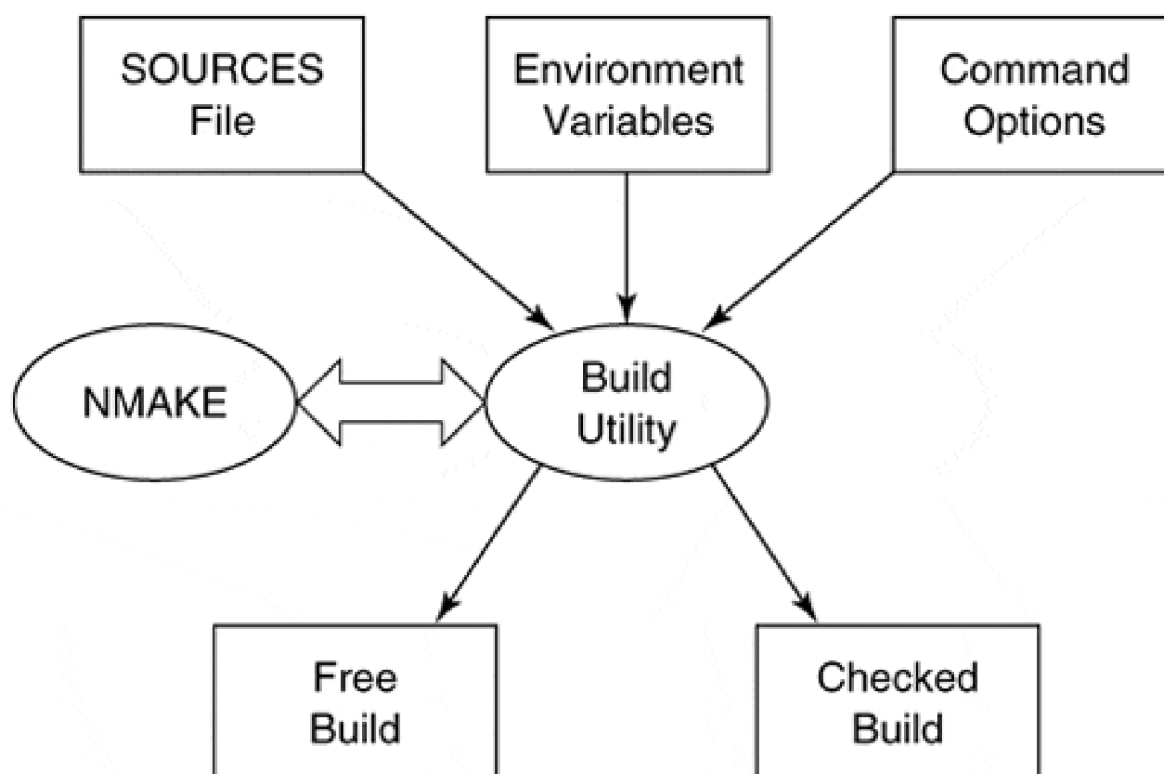 SOURCES
File
Environment
Variables
Command
Options
NMAKE
Build
Utility
Free
Build
Checked
Build